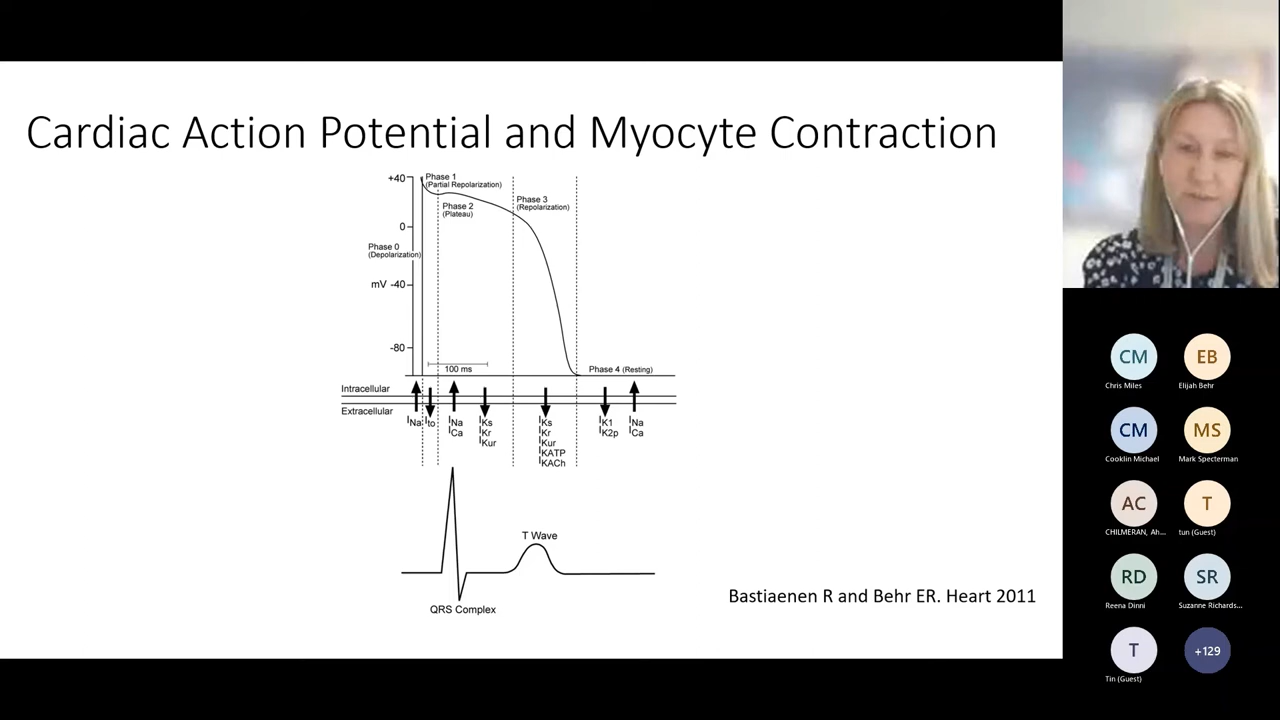 Cardiac Action Potential and Myocyte Contraction
+40
Phase 1
(Partial Repolarization)
Phase 2
(Plateau)
Phase 3
(Repolarization)
0
Phase 0
(Depolarization)
mV -40
-80
100 ms
Phase 4 (Resting)
Intracellular
Extracellular
INa
Ito
INa
ICa
IKs
IKr
IKur
IKs
IKr
IKur
IKATP
IKACh
IK1
IK2p
INa
ICa
T Wave
QRS Complex
Bastiaenen R and Behr ER. Heart 2011
CM
Chris Miles
EB
Elijah Behr
CM
Cooklin Michael
MS
Mark Specterman
AC
CHILMERAN, Ah...
T
tun (Guest)
RD
Reena Dinni
SR
Suzanne Richards...
T
Tin (Guest)
+129